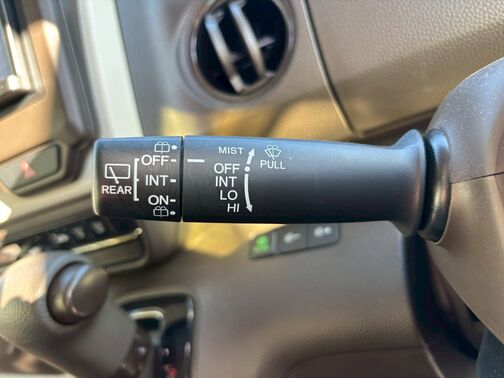 MIST
PULL
OFF
INT
LO
HI
REAR
OFF
INT
ON